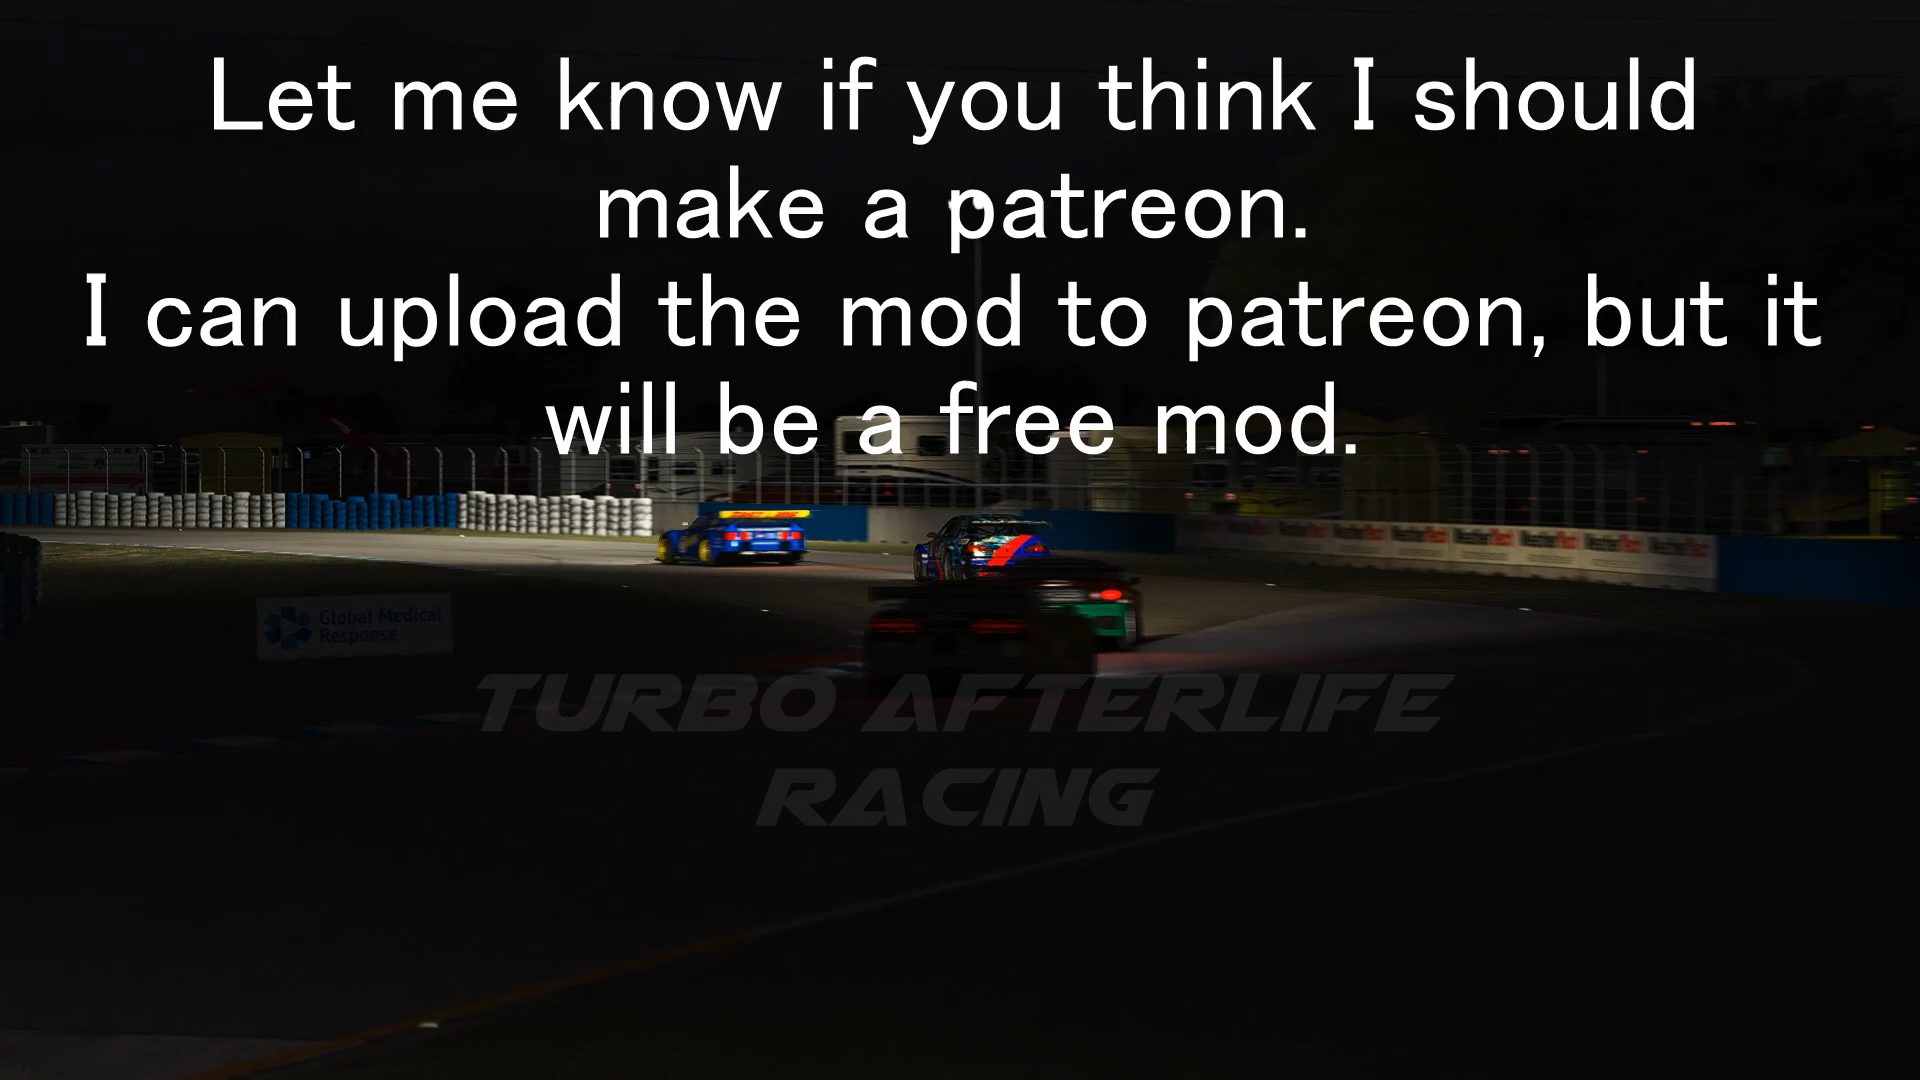 Let me know if you think I should
make a patreon.
I can upload the mod to patreon, but it
will be a free mod.
Global Medical
Response
TURBO AFTERLIFE
RACING